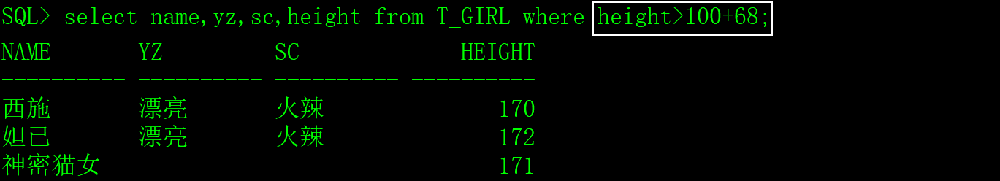 SQL> select name,yz,sc,height from T_GIRL where height>100+68;
NAME YZ SC HEIGHT
---------- ---------- ---------- ----------
西施 漂亮 火辣 170
妲已 漂亮 火辣 172
神密猫女 171